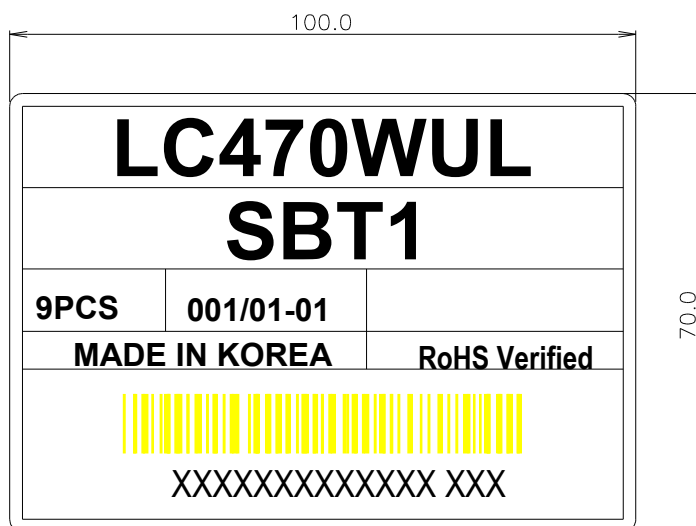 100.0
LC470WUL
SBT1
70.0
9PCS 001/01-01
MADE IN KOREA RoHS Verified
XXXXXXXXXXXXX XXX